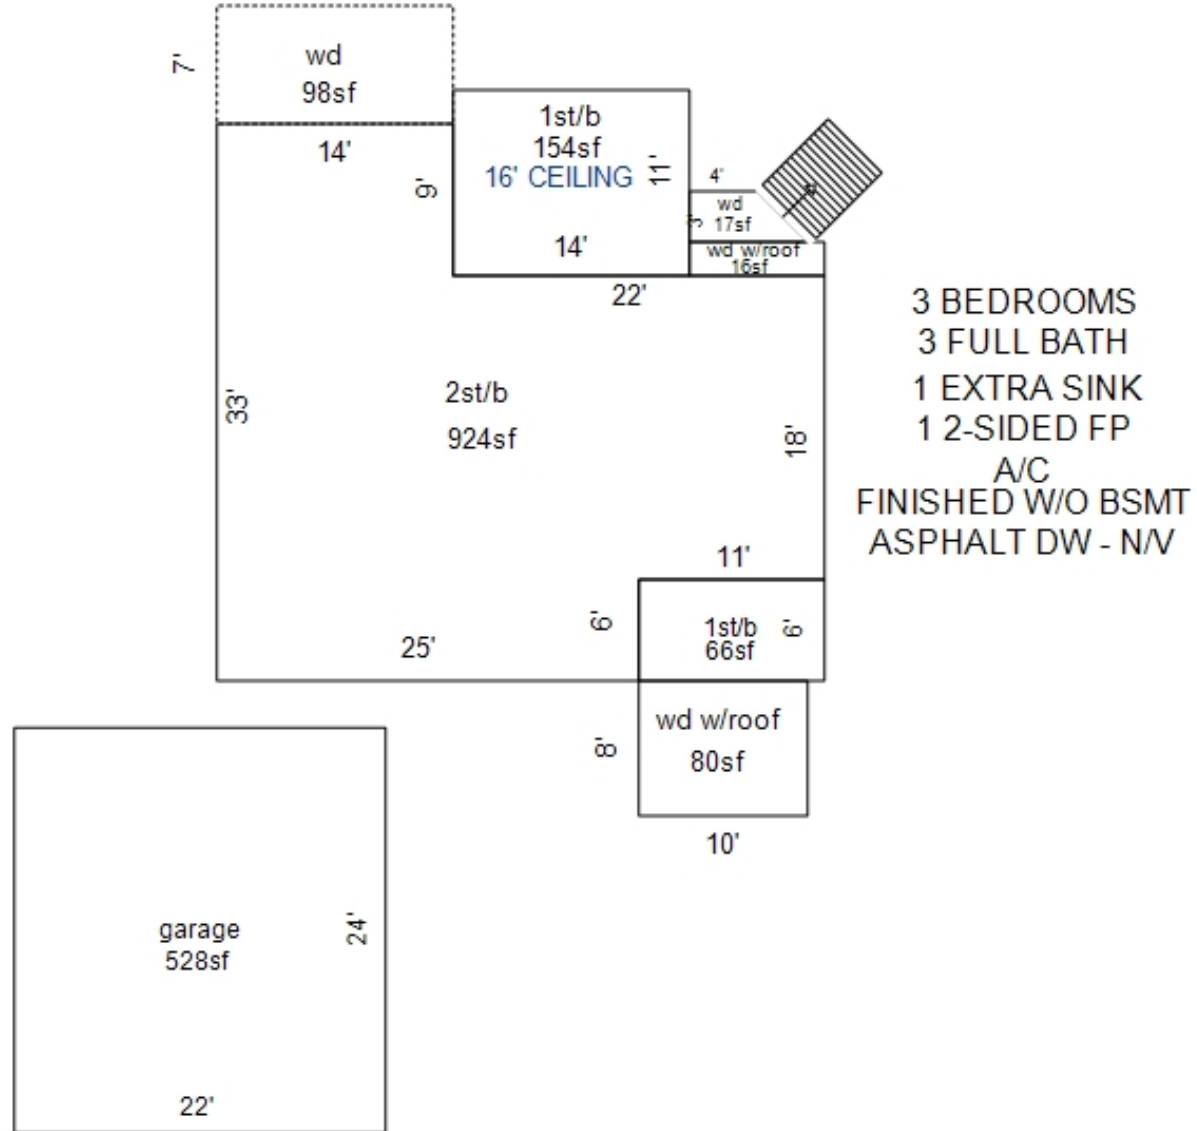 7'
wd
98sf
14'
9'
1st/b
154sf
16' CEILING
11'
14'
4'
3'
wd
17sf
wd w/roof
16sf
22'
33'
2st/b
924sf
18'
3 BEDROOMS
3 FULL BATH
1 EXTRA SINK
1 2-SIDED FP
A/C
FINISHED W/O BSMT
ASPHALT DW - N/V
11'
25'
6'
1st/b
66sf
6'
8'
wd w/roof
80sf
10'
garage
528sf
24'
22'